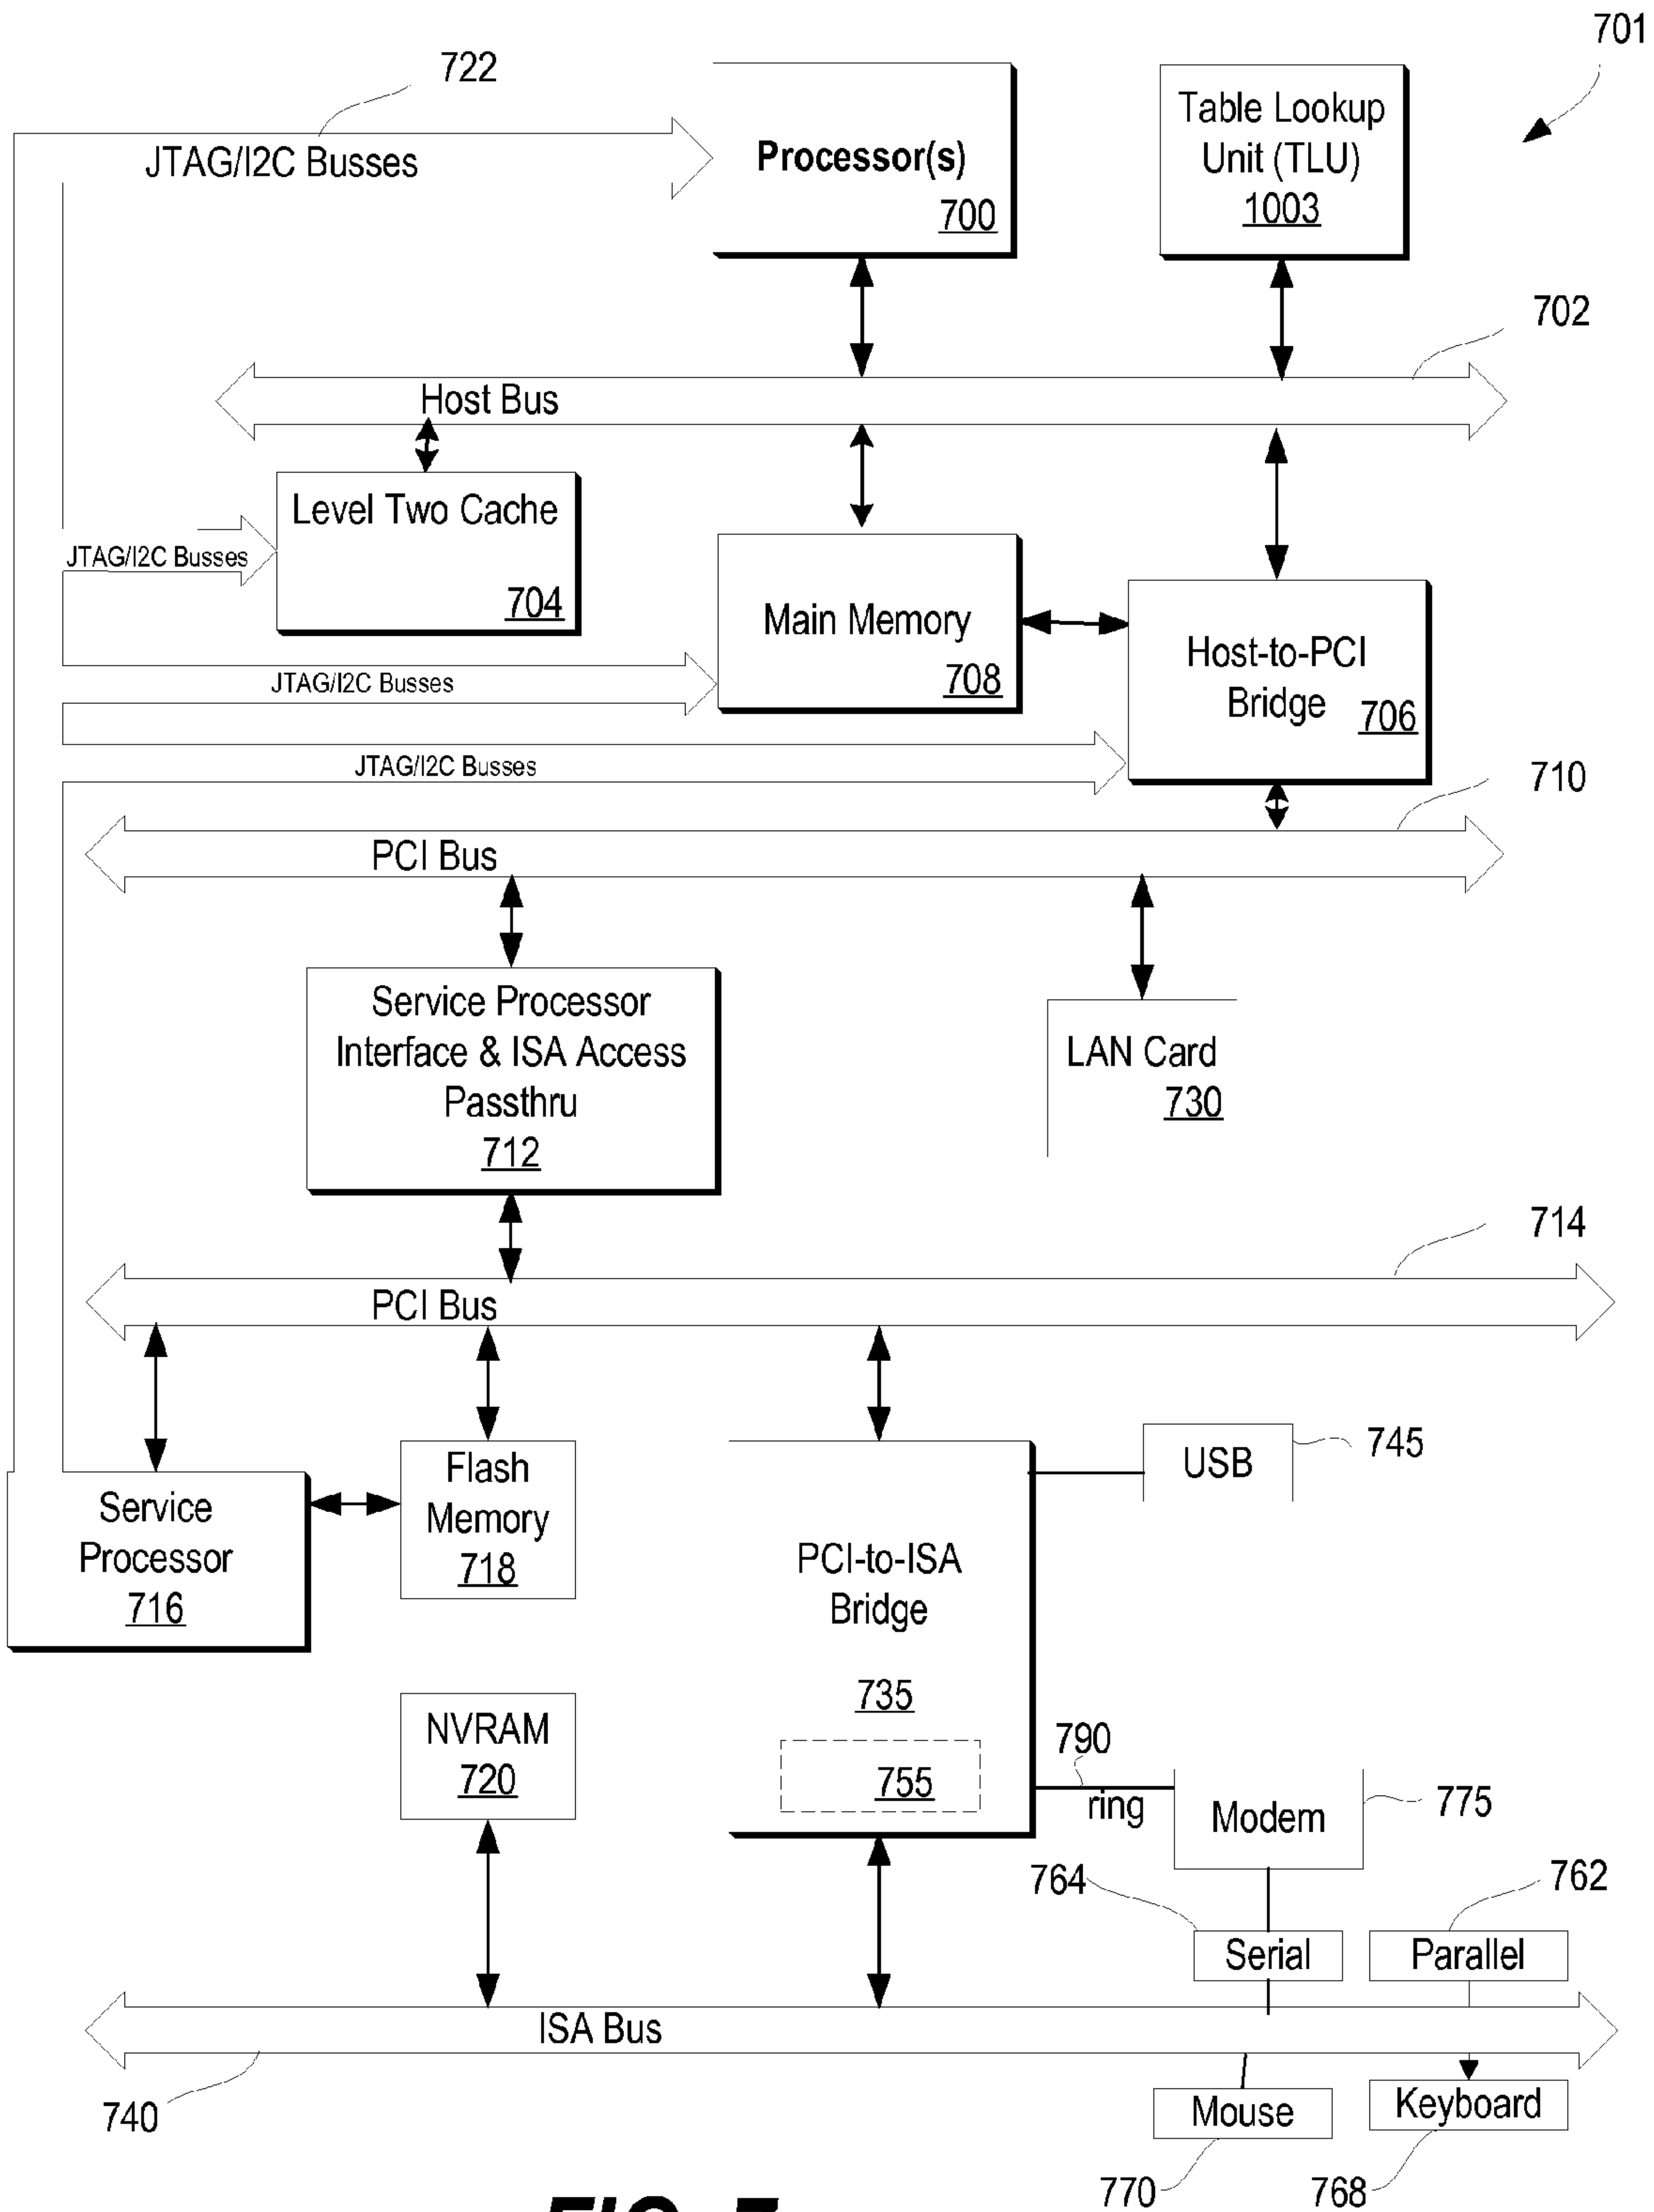 701
722
JTAG/I2C Busses
Processor(s)
700
Table Lookup
Unit (TLU)
1003
702
Host Bus
Level Two Cache
704
JTAG/I2C Busses
Main Memory
708
Host-to-PCI
Bridge
706
JTAG/I2C Busses
JTAG/I2C Busses
710
PCI Bus
Service Processor
Interface & ISA Access
Passthru
712
LAN Card
730
714
PCI Bus
Service
Processor
716
Flash
Memory
718
USB
745
PCI-to-ISA
Bridge
735
755
NVRAM
720
790
ring
Modem
775
764
762
Serial
Parallel
ISA Bus
740
Mouse
Keyboard
770
768